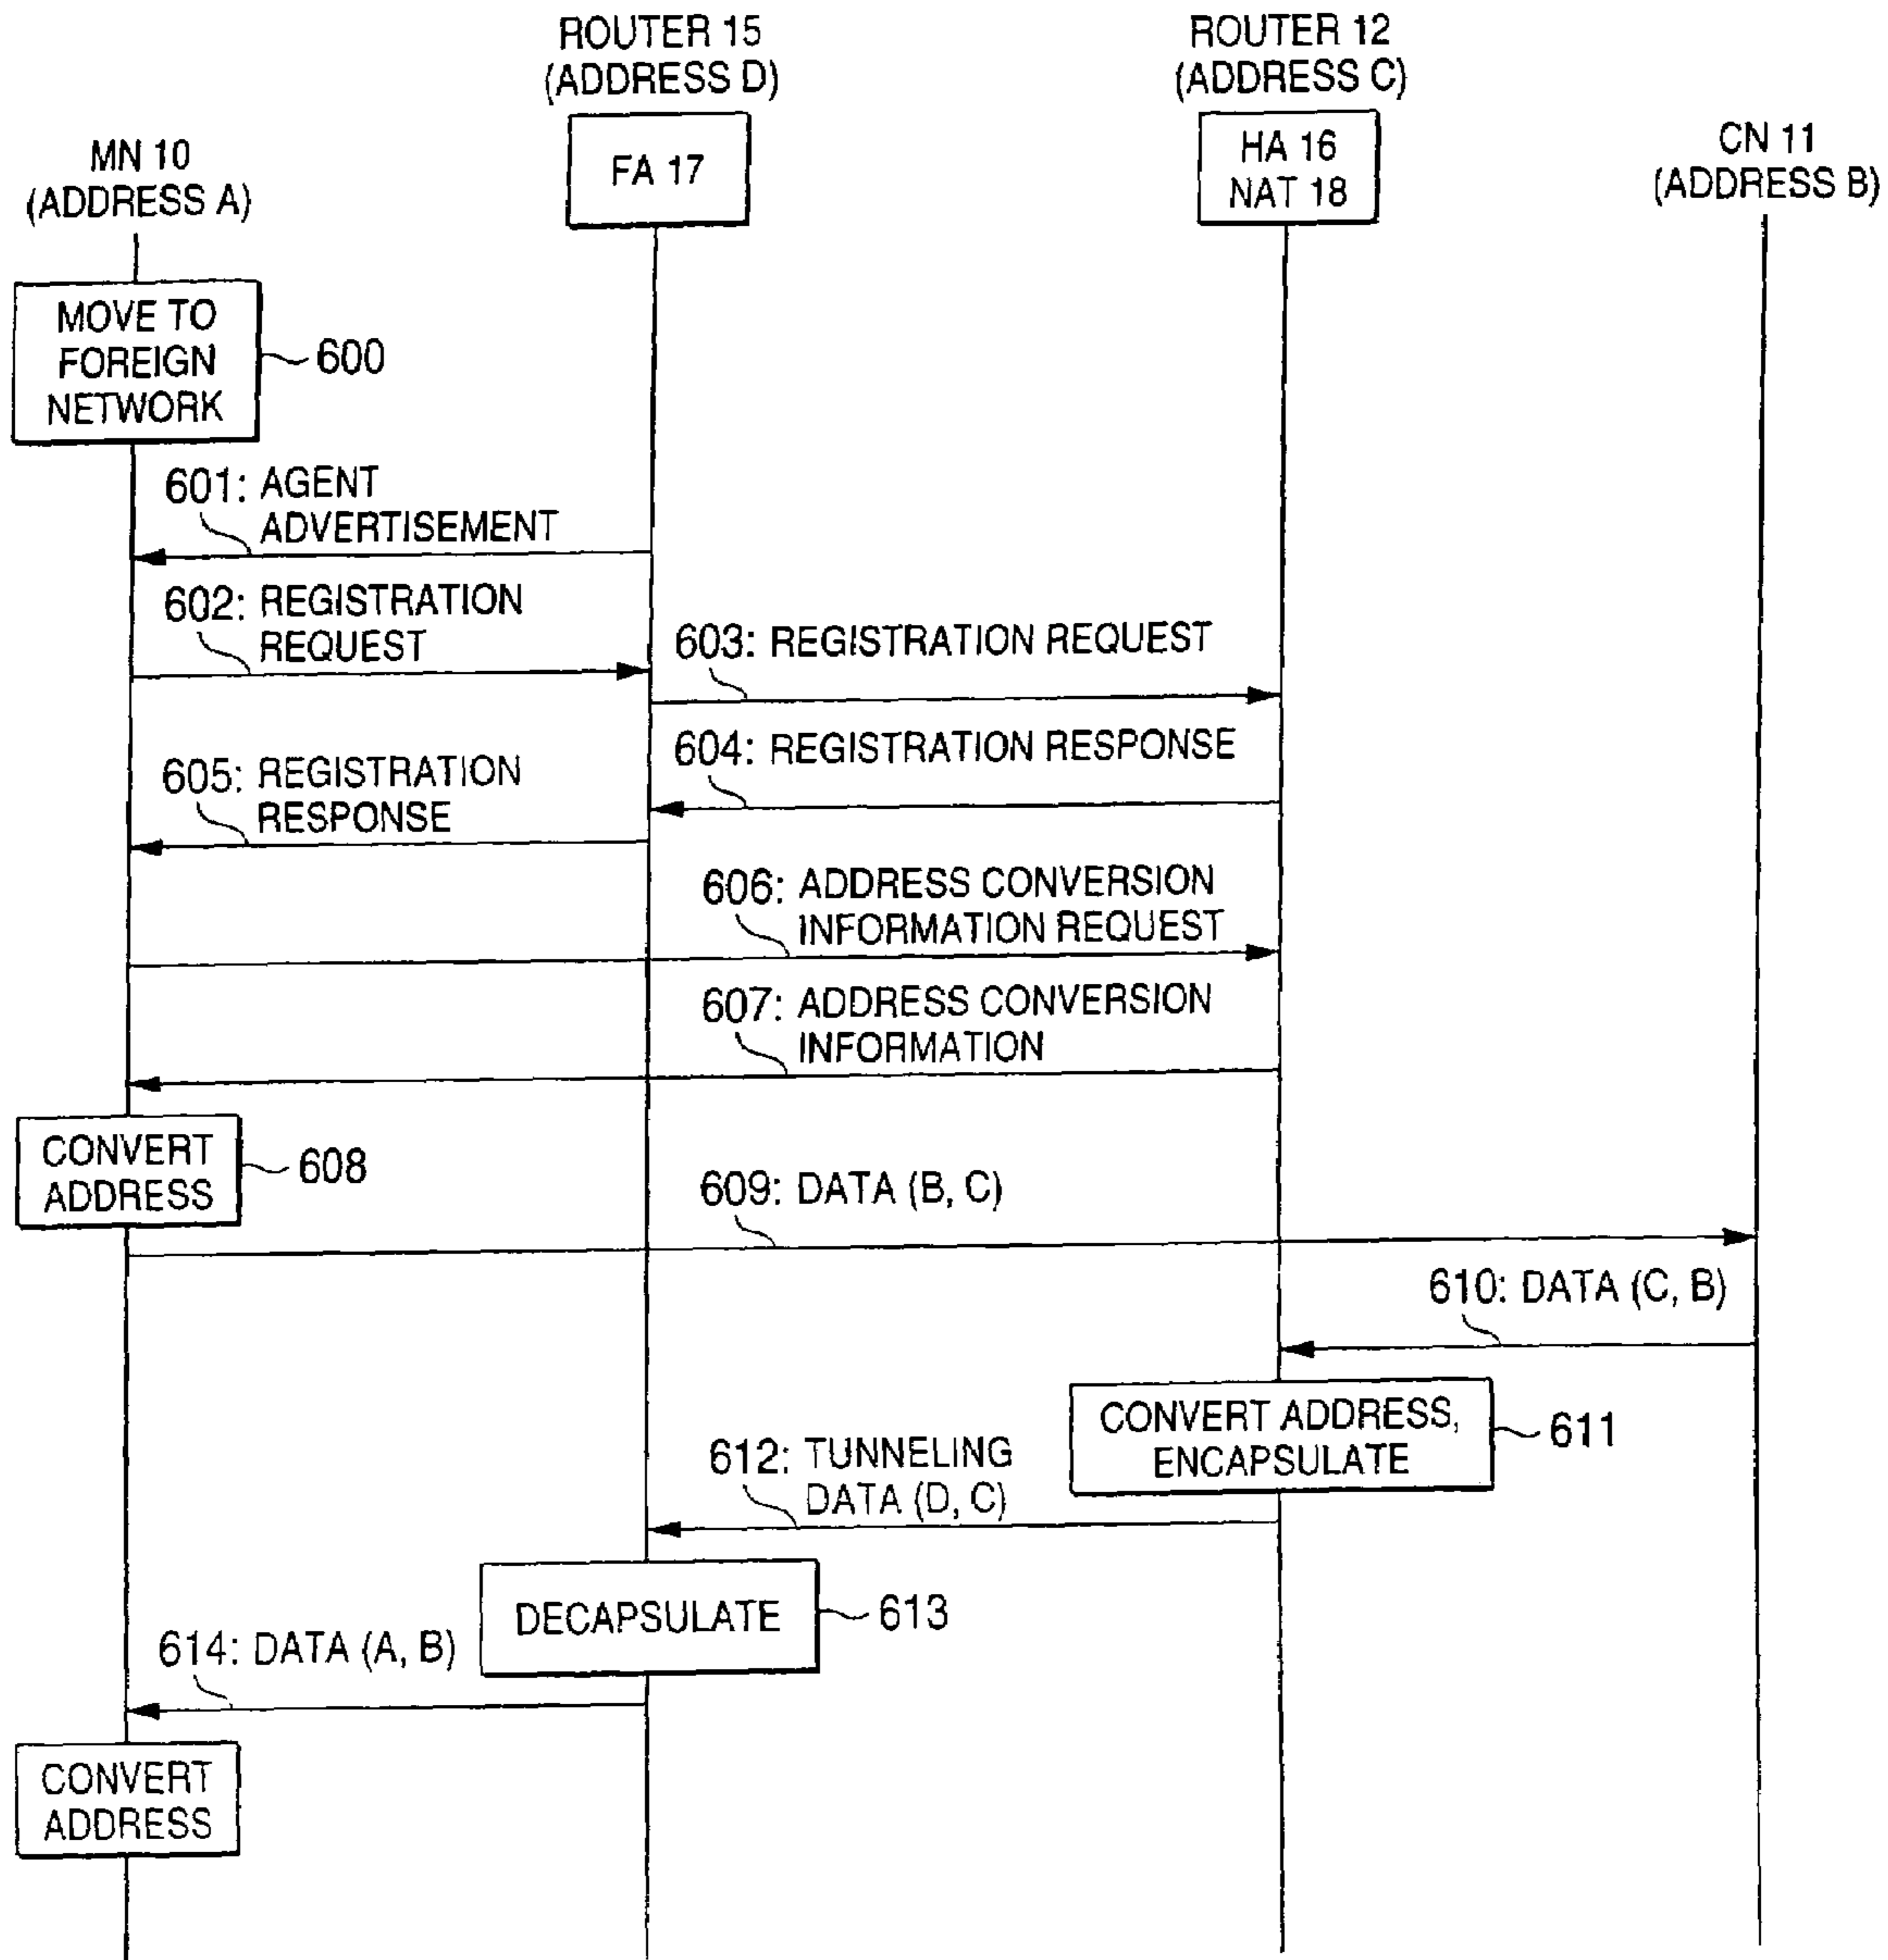 ROUTER 15
(ADDRESS D)
ROUTER 12
(ADDRESS C)
MN 10
(ADDRESS A)
FA 17
HA 16
NAT 18
CN 11
(ADDRESS B)
MOVE TO
FOREIGN
NETWORK
600
601: AGENT
ADVERTISEMENT
602: REGISTRATION
REQUEST
603: REGISTRATION REQUEST
604: REGISTRATION RESPONSE
605: REGISTRATION
RESPONSE
606: ADDRESS CONVERSION
INFORMATION REQUEST
607: ADDRESS CONVERSION
INFORMATION
CONVERT
ADDRESS
608
609: DATA (B, C)
610: DATA (C, B)
CONVERT ADDRESS,
ENCAPSULATE
611
612: TUNNELING
DATA (D, C)
DECAPSULATE
613
614: DATA (A, B)
CONVERT
ADDRESS